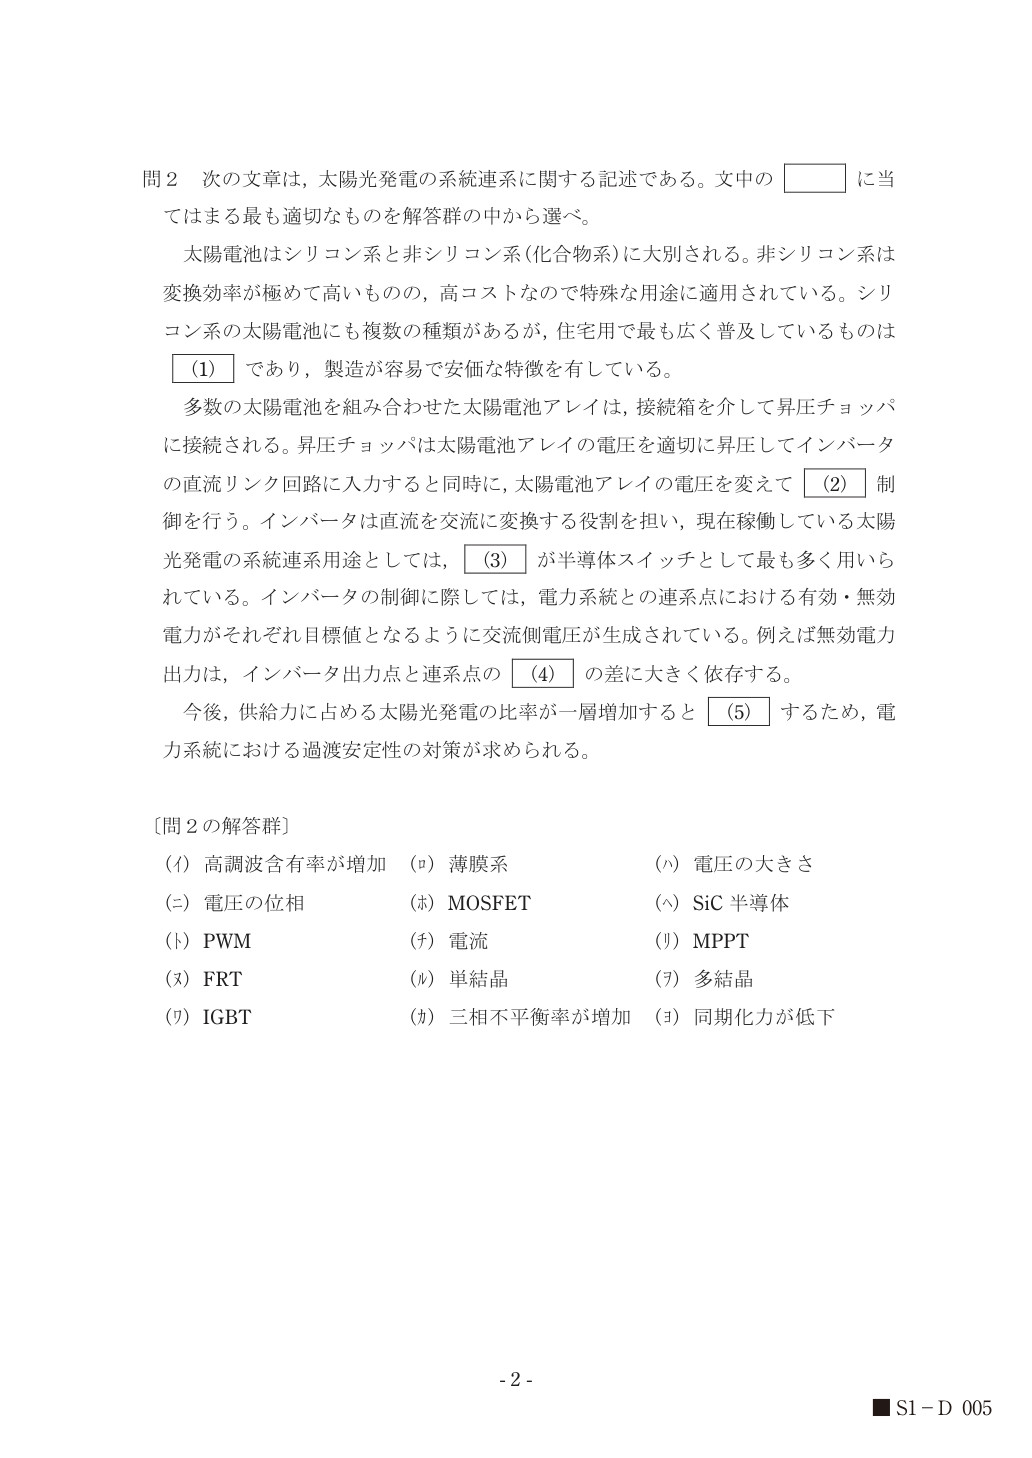 問2 次の文章は，太陽光発電の系統連系に関する記述である。文中の に当
てはまる最も適切なものを解答群の中から選べ。
太陽電池はシリコン系と非シリコン系(化合物系)に大別される。非シリコン系は
変換効率が極めて高いものの，高コストなので特殊な用途に適用されている。シリ
コン系の太陽電池にも複数の種類があるが，住宅用で最も広く普及しているものは
(1) であり，製造が容易で安価な特徴を有している。
多数の太陽電池を組み合わせた太陽電池アレイは，接続箱を介して昇圧チョッパ
に接続される。昇圧チョッパは太陽電池アレイの電圧を適切に昇圧してインバータ
の直流リンク回路に入力すると同時に，太陽電池アレイの電圧を変えて (2) 制
御を行う。インバータは直流を交流に変換する役割を担い，現在稼働している太陽
光発電の系統連系用途としては， (3) が半導体スイッチとして最も多く用いら
れている。インバータの制御に際しては，電力系統との連系点における有効・無効
電力がそれぞれ目標値となるように交流側電圧が生成されている。例えば無効電力
出力は，インバータ出力点と連系点の (4) の差に大きく依存する。
今後，供給力に占める太陽光発電の比率が一層増加すると (5) するため，電
力系統における過渡安定性の対策が求められる。
〔問2の解答群〕
(ｲ) 高調波含有率が増加 (ﾛ) 薄膜系 (ﾊ) 電圧の大きさ
(ﾆ) 電圧の位相 (ﾎ) MOSFET (ﾍ) SiC 半導体
(ﾄ) PWM (ﾁ) 電流 (ﾘ) MPPT
(ﾇ) FRT (ﾙ) 単結晶 (ｦ) 多結晶
(ﾜ) IGBT (ｶ) 三相不平衡率が増加 (ﾖ) 同期化力が低下
- 2 -
■ S1－D 005